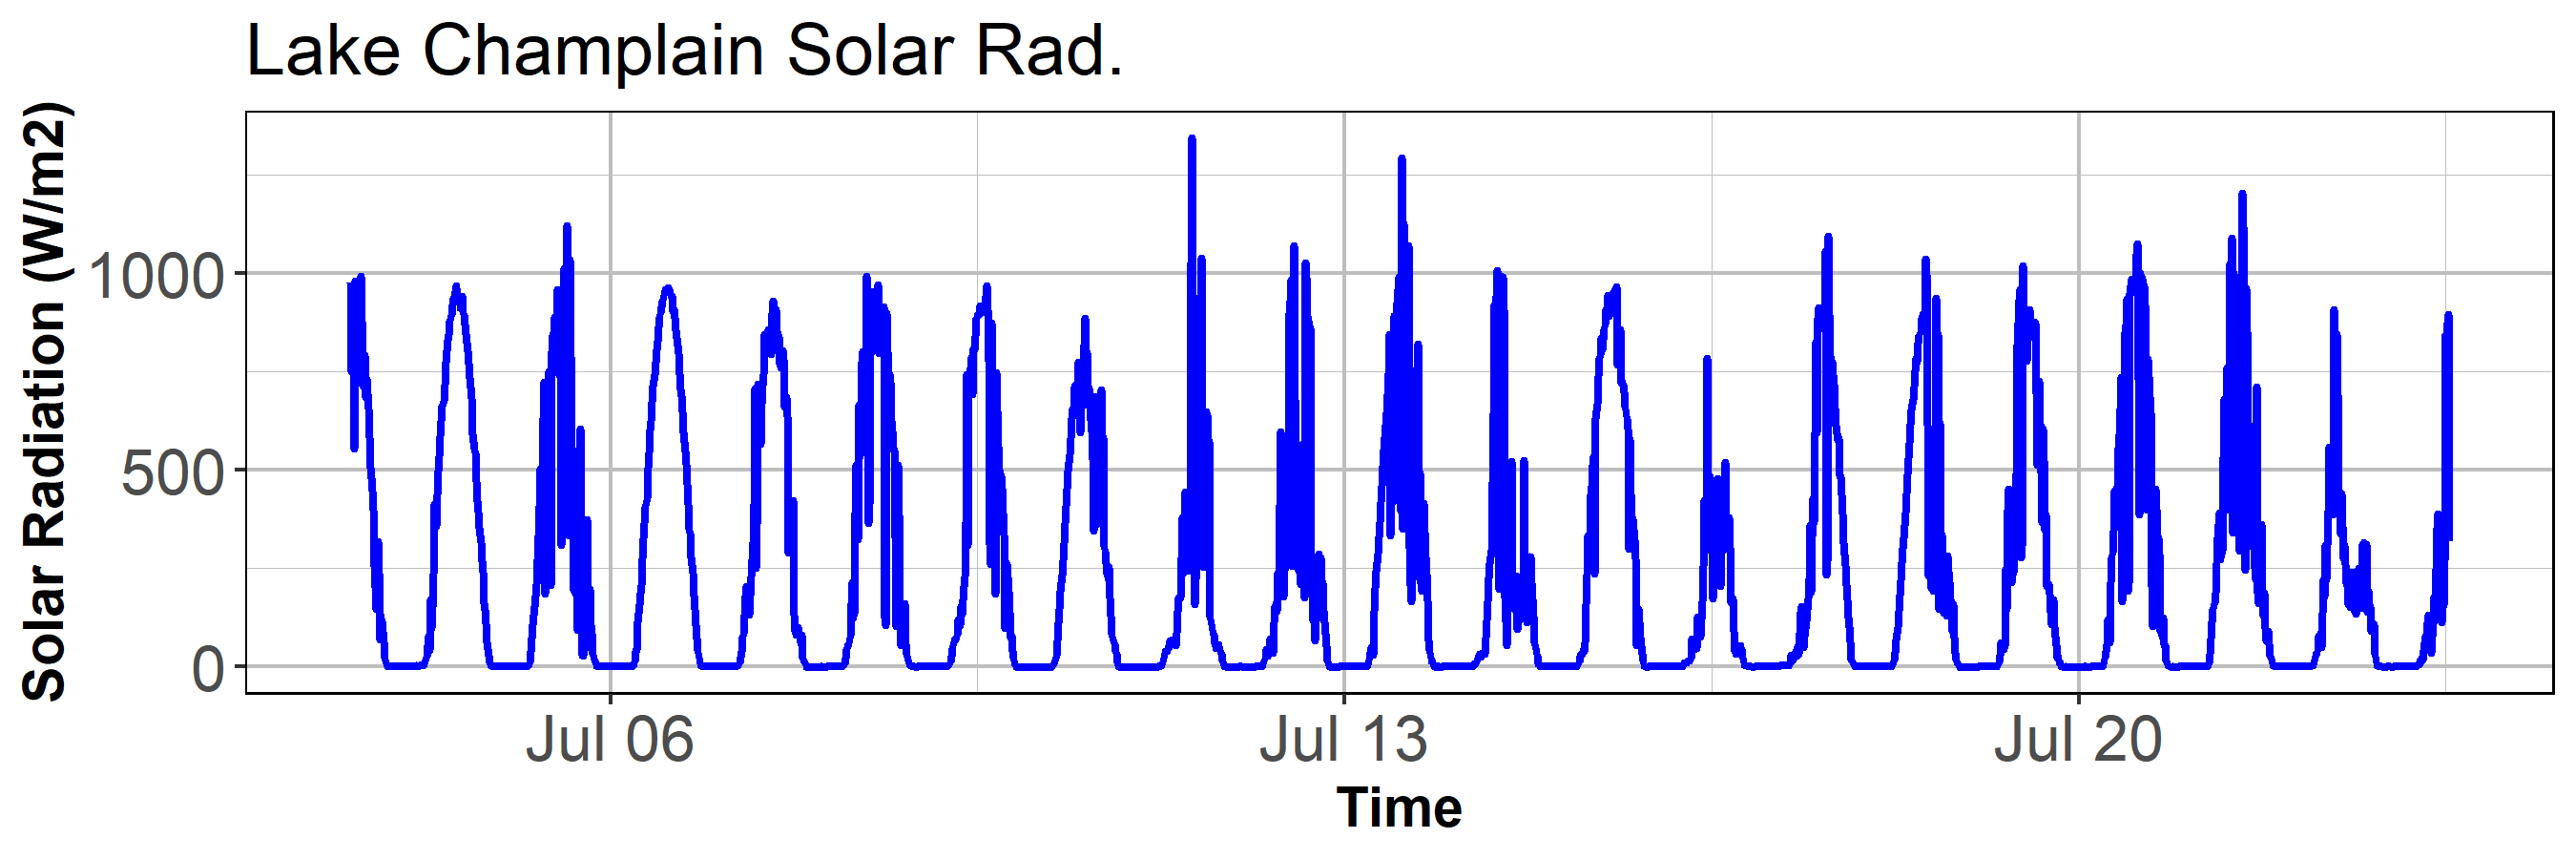 Lake Champlain Solar Rad.
Solar Radiation (W/m2)
1000
500
0
Jul 06 Jul 13 Jul 20
Time